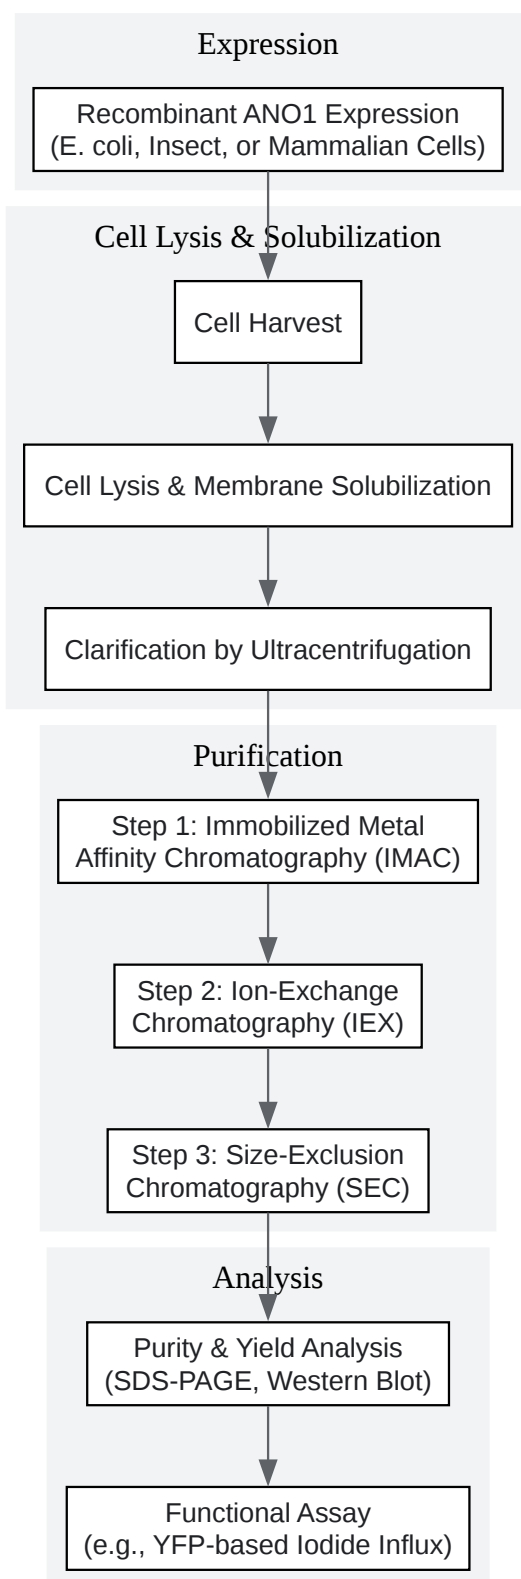 Expression
Recombinant ANO1 Expression
(E. coli, Insect, or Mammalian Cells)
Cell Lysis & Solubilization
Cell Harvest
Cell Lysis & Membrane Solubilization
Clarification by Ultracentrifugation
Purification
Step 1: Immobilized Metal
Affinity Chromatography (IMAC)
Step 2: Ion-Exchange
Chromatography (IEX)
Step 3: Size-Exclusion
Chromatography (SEC)
Analysis
Purity & Yield Analysis
(SDS-PAGE, Western Blot)
Functional Assay
(e.g., YFP-based Iodide Influx)